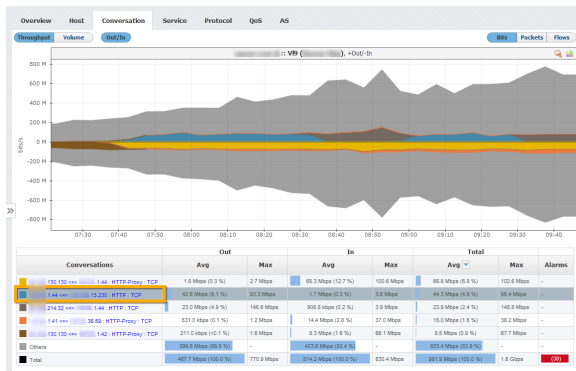 Overview Host Conversation Service Protocol QoS AS
Throughput Volume Out/In Bits Packets Flows
:: Vl9 ( ), +Out/-In
800 M
600 M
400 M
200 M
0 M
-200 M
-400 M
-600 M
-800 M
bits/s
07:30 07:40 07:50 08:00 08:10 08:20 08:30 08:40 08:50 09:00 09:10 09:20 09:30 09:40
Out In Total
Conversations Avg Max Avg Max Avg Max Alarms
.130.130 <=> .1.44 : HTTP-Proxy : TCP 1.6 Mbps (0.3 %) 2.7 Mbps 65.3 Mbps (12.7 %) 100.6 Mbps 66.8 Mbps (6.8 %) 102.6 Mbps -
.1.44 <=> .13.230 : HTTP : TCP 42.6 Mbps (9.1 %) 93.3 Mbps 1.7 Mbps (0.3 %) 3.6 Mbps 44.3 Mbps (4.5 %) 96.4 Mbps -
.214.32 <=> .1.44 : HTTP : TCP 23.0 Mbps (4.9 %) 146.6 Mbps 905.8 kbps (0.2 %) 3.9 Mbps 23.9 Mbps (2.4 %) 148.8 Mbps -
.1.41 <=> .36.69 : HTTP-Proxy : TCP 531.0 kbps (0.1 %) 1.2 Mbps 14.4 Mbps (2.8 %) 37.0 Mbps 15.0 Mbps (1.5 %) 38.2 Mbps -
.130.130 <=> .1.42 : HTTP-Proxy : TCP 211.0 kbps (<0.1 %) 1.6 Mbps 8.3 Mbps (1.6 %) 66.1 Mbps 8.5 Mbps (0.9 %) 67.7 Mbps -
Others 399.8 Mbps (85.5 %) - 423.6 Mbps (82.4 %) - 823.4 Mbps (83.9 %) - -
Total 467.7 Mbps (100.0 %) 770.9 Mbps 514.2 Mbps (100.0 %) 830.4 Mbps 981.9 Mbps (100.0 %) 1.6 Gbps (30)